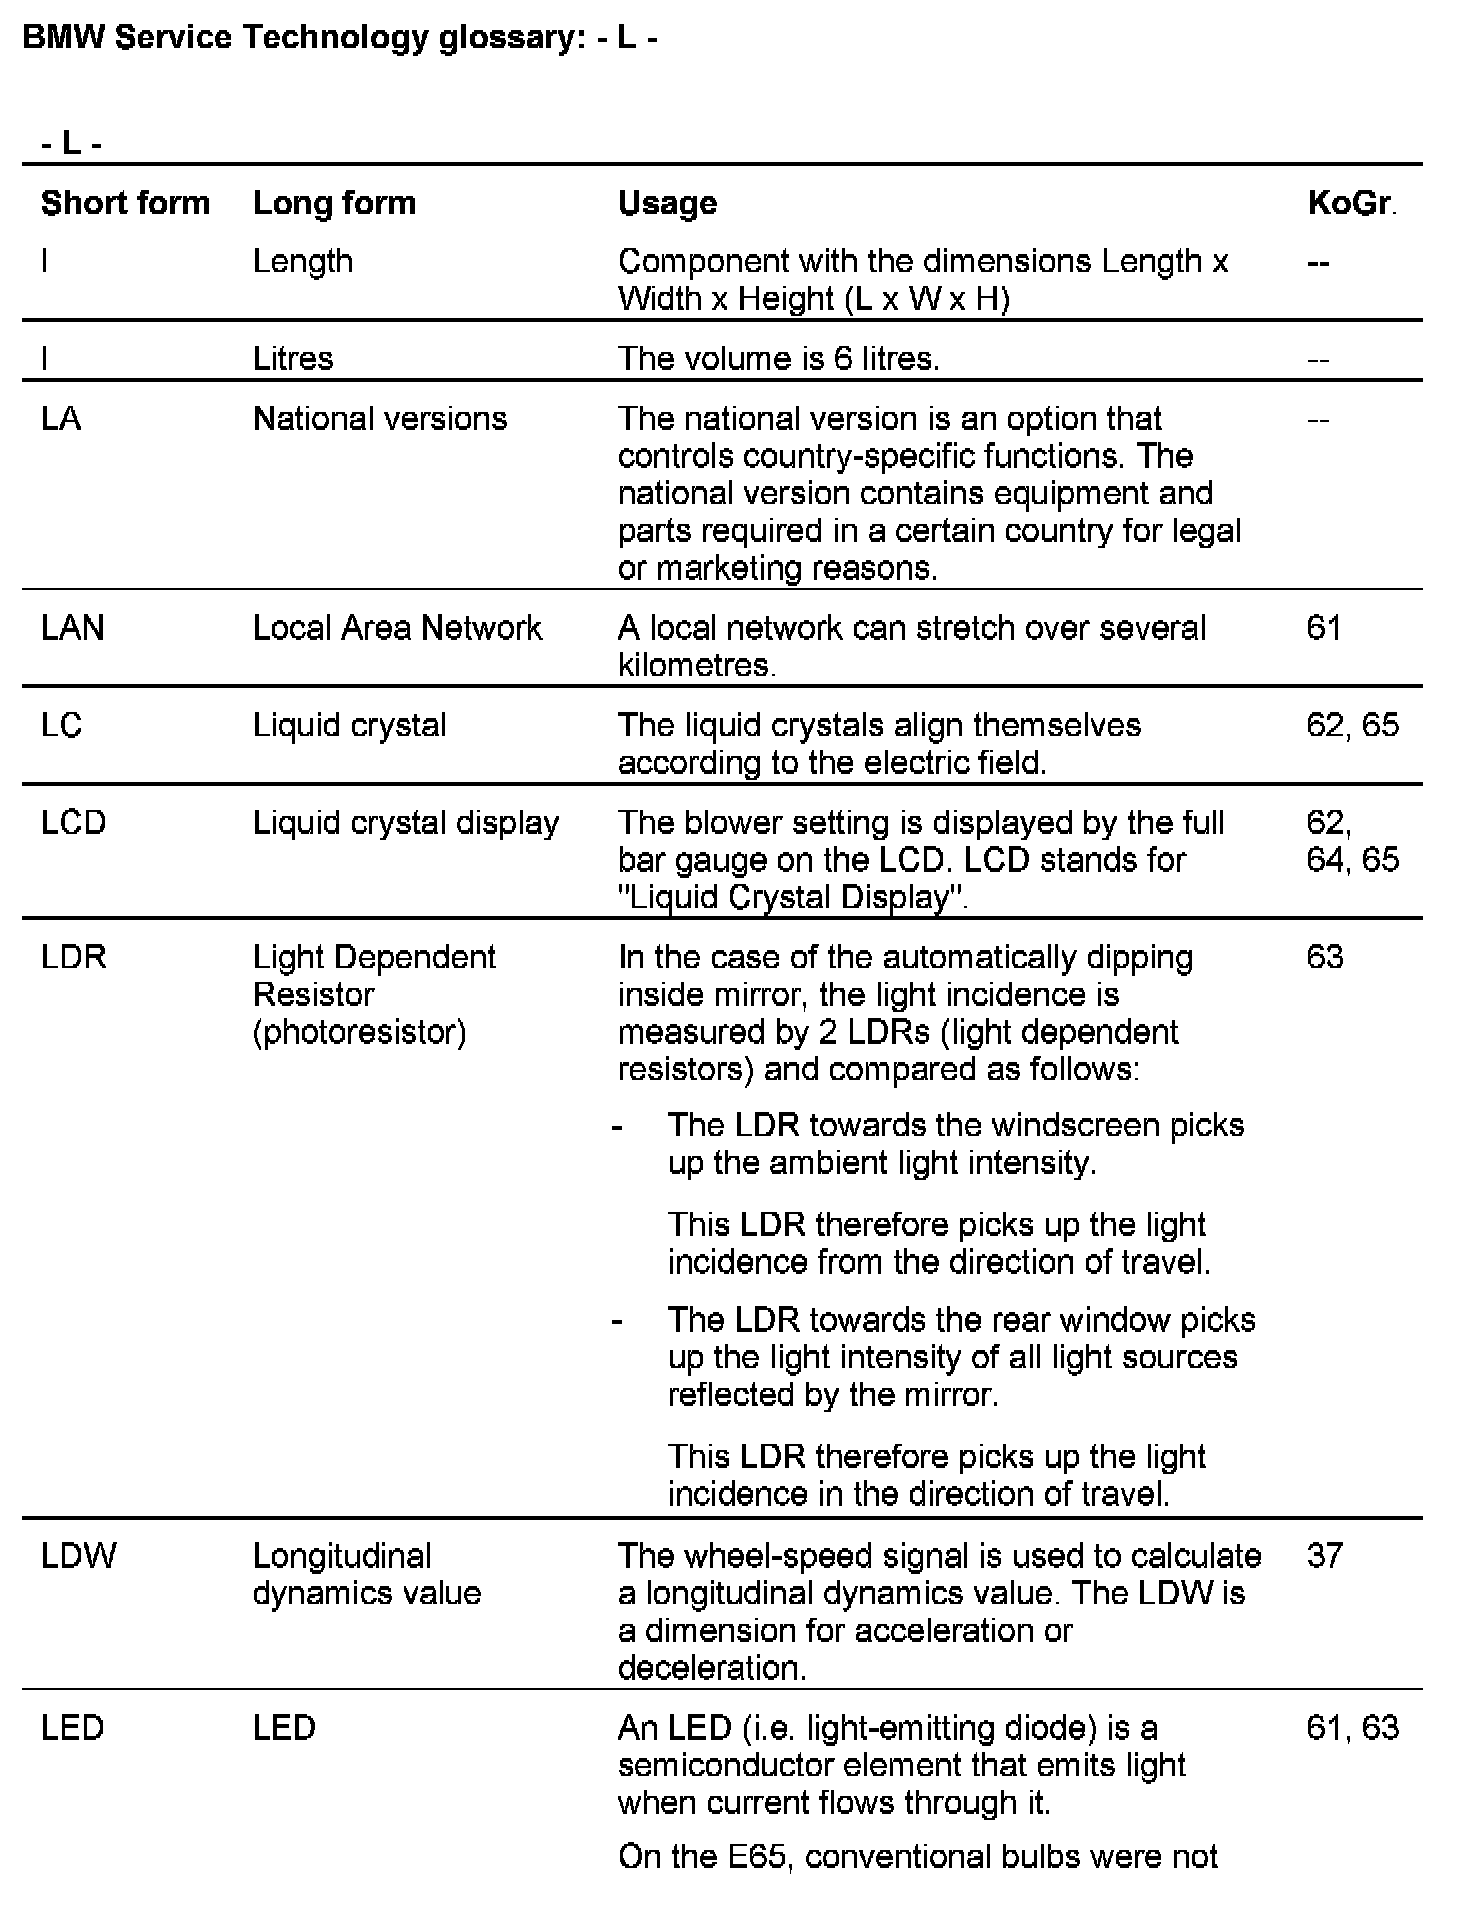 BMW Service Technology glossary: - L -
- L -
Short form Long form Usage KoGr.
l Length Component with the dimensions Length x --
Width x Height (L x W x H)
l Litres The volume is 6 litres. --
LA National versions The national version is an option that --
controls country-specific functions. The
national version contains equipment and
parts required in a certain country for legal
or marketing reasons.
LAN Local Area Network A local network can stretch over several 61
kilometres.
LC Liquid crystal The liquid crystals align themselves 62, 65
according to the electric field.
LCD Liquid crystal display The blower setting is displayed by the full 62,
bar gauge on the LCD. LCD stands for 64, 65
"Liquid Crystal Display".
LDR Light Dependent In the case of the automatically dipping 63
Resistor inside mirror, the light incidence is
(photoresistor) measured by 2 LDRs (light dependent
resistors) and compared as follows:
- The LDR towards the windscreen picks
up the ambient light intensity.
This LDR therefore picks up the light
incidence from the direction of travel.
- The LDR towards the rear window picks
up the light intensity of all light sources
reflected by the mirror.
This LDR therefore picks up the light
incidence in the direction of travel.
LDW Longitudinal The wheel-speed signal is used to calculate 37
dynamics value a longitudinal dynamics value. The LDW is
a dimension for acceleration or
deceleration.
LED LED An LED (i.e. light-emitting diode) is a 61, 63
semiconductor element that emits light
when current flows through it.
On the E65, conventional bulbs were not